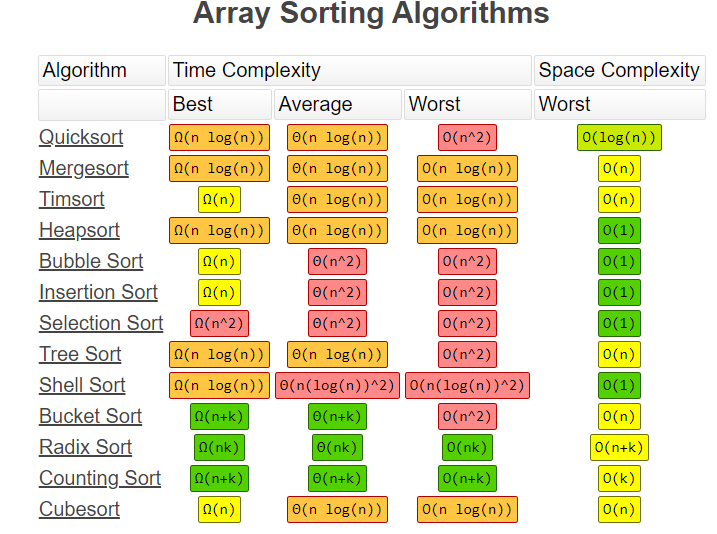 Array Sorting Algorithms
Algorithm Time Complexity Space Complexity
Best Average Worst Worst
Quicksort Ω(n log(n)) Θ(n log(n)) O(n^2) O(log(n))
Mergesort Ω(n log(n)) Θ(n log(n)) O(n log(n)) O(n)
Timsort Ω(n) Θ(n log(n)) O(n log(n)) O(n)
Heapsort Ω(n log(n)) Θ(n log(n)) O(n log(n)) O(1)
Bubble Sort Ω(n) Θ(n^2) O(n^2) O(1)
Insertion Sort Ω(n) Θ(n^2) O(n^2) O(1)
Selection Sort Ω(n^2) Θ(n^2) O(n^2) O(1)
Tree Sort Ω(n log(n)) Θ(n log(n)) O(n^2) O(n)
Shell Sort Ω(n log(n)) Θ(n(log(n))^2) O(n(log(n))^2) O(1)
Bucket Sort Ω(n+k) Θ(n+k) O(n^2) O(n)
Radix Sort Ω(nk) Θ(nk) O(nk) O(n+k)
Counting Sort Ω(n+k) Θ(n+k) O(n+k) O(k)
Cubesort Ω(n) Θ(n log(n)) O(n log(n)) O(n)